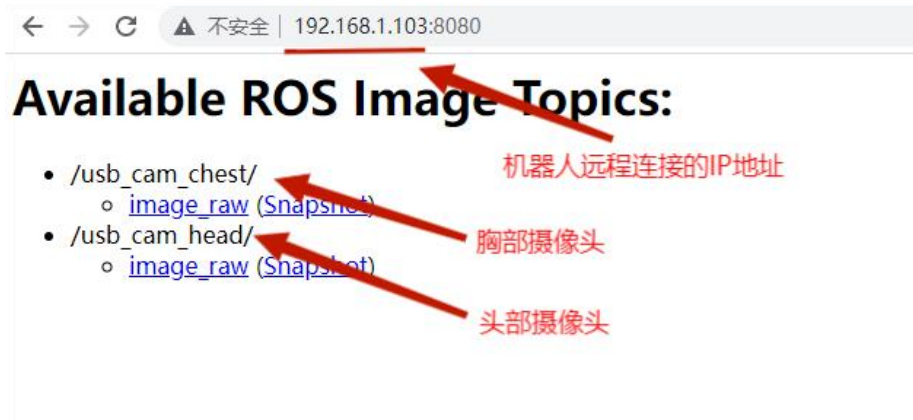 不安全 | 192.168.1.103:8080
Available ROS Image Topics:
机器人远程连接的IP地址
• /usb_cam_chest/
○ image_raw (Snapshot)
胸部摄像头
• /usb_cam_head/
○ image_raw (Snapshot)
头部摄像头